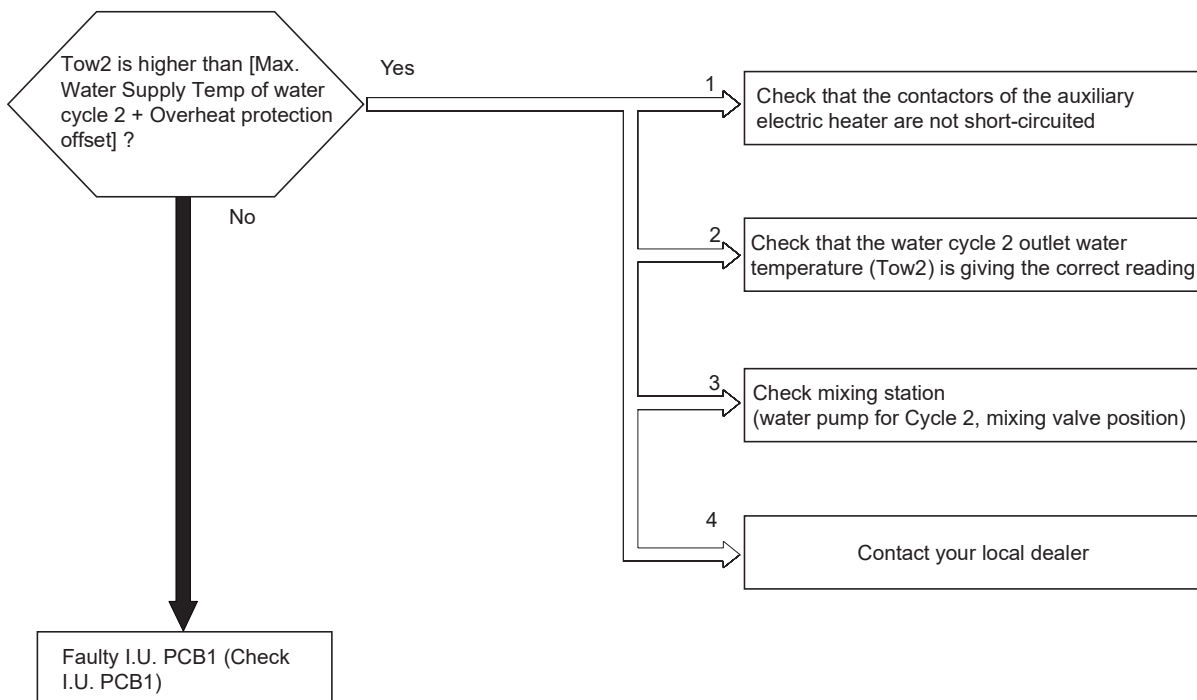 Tow2 is higher than [Max.
Water Supply Temp of water
cycle 2 + Overheat protection
offset] ?
Yes
No
1
Check that the contactors of the auxiliary
electric heater are not short-circuited
2
Check that the water cycle 2 outlet water
temperature (Tow2) is giving the correct reading
3
Check mixing station
(water pump for Cycle 2, mixing valve position)
4
Contact your local dealer
Faulty I.U. PCB1 (Check
I.U. PCB1)